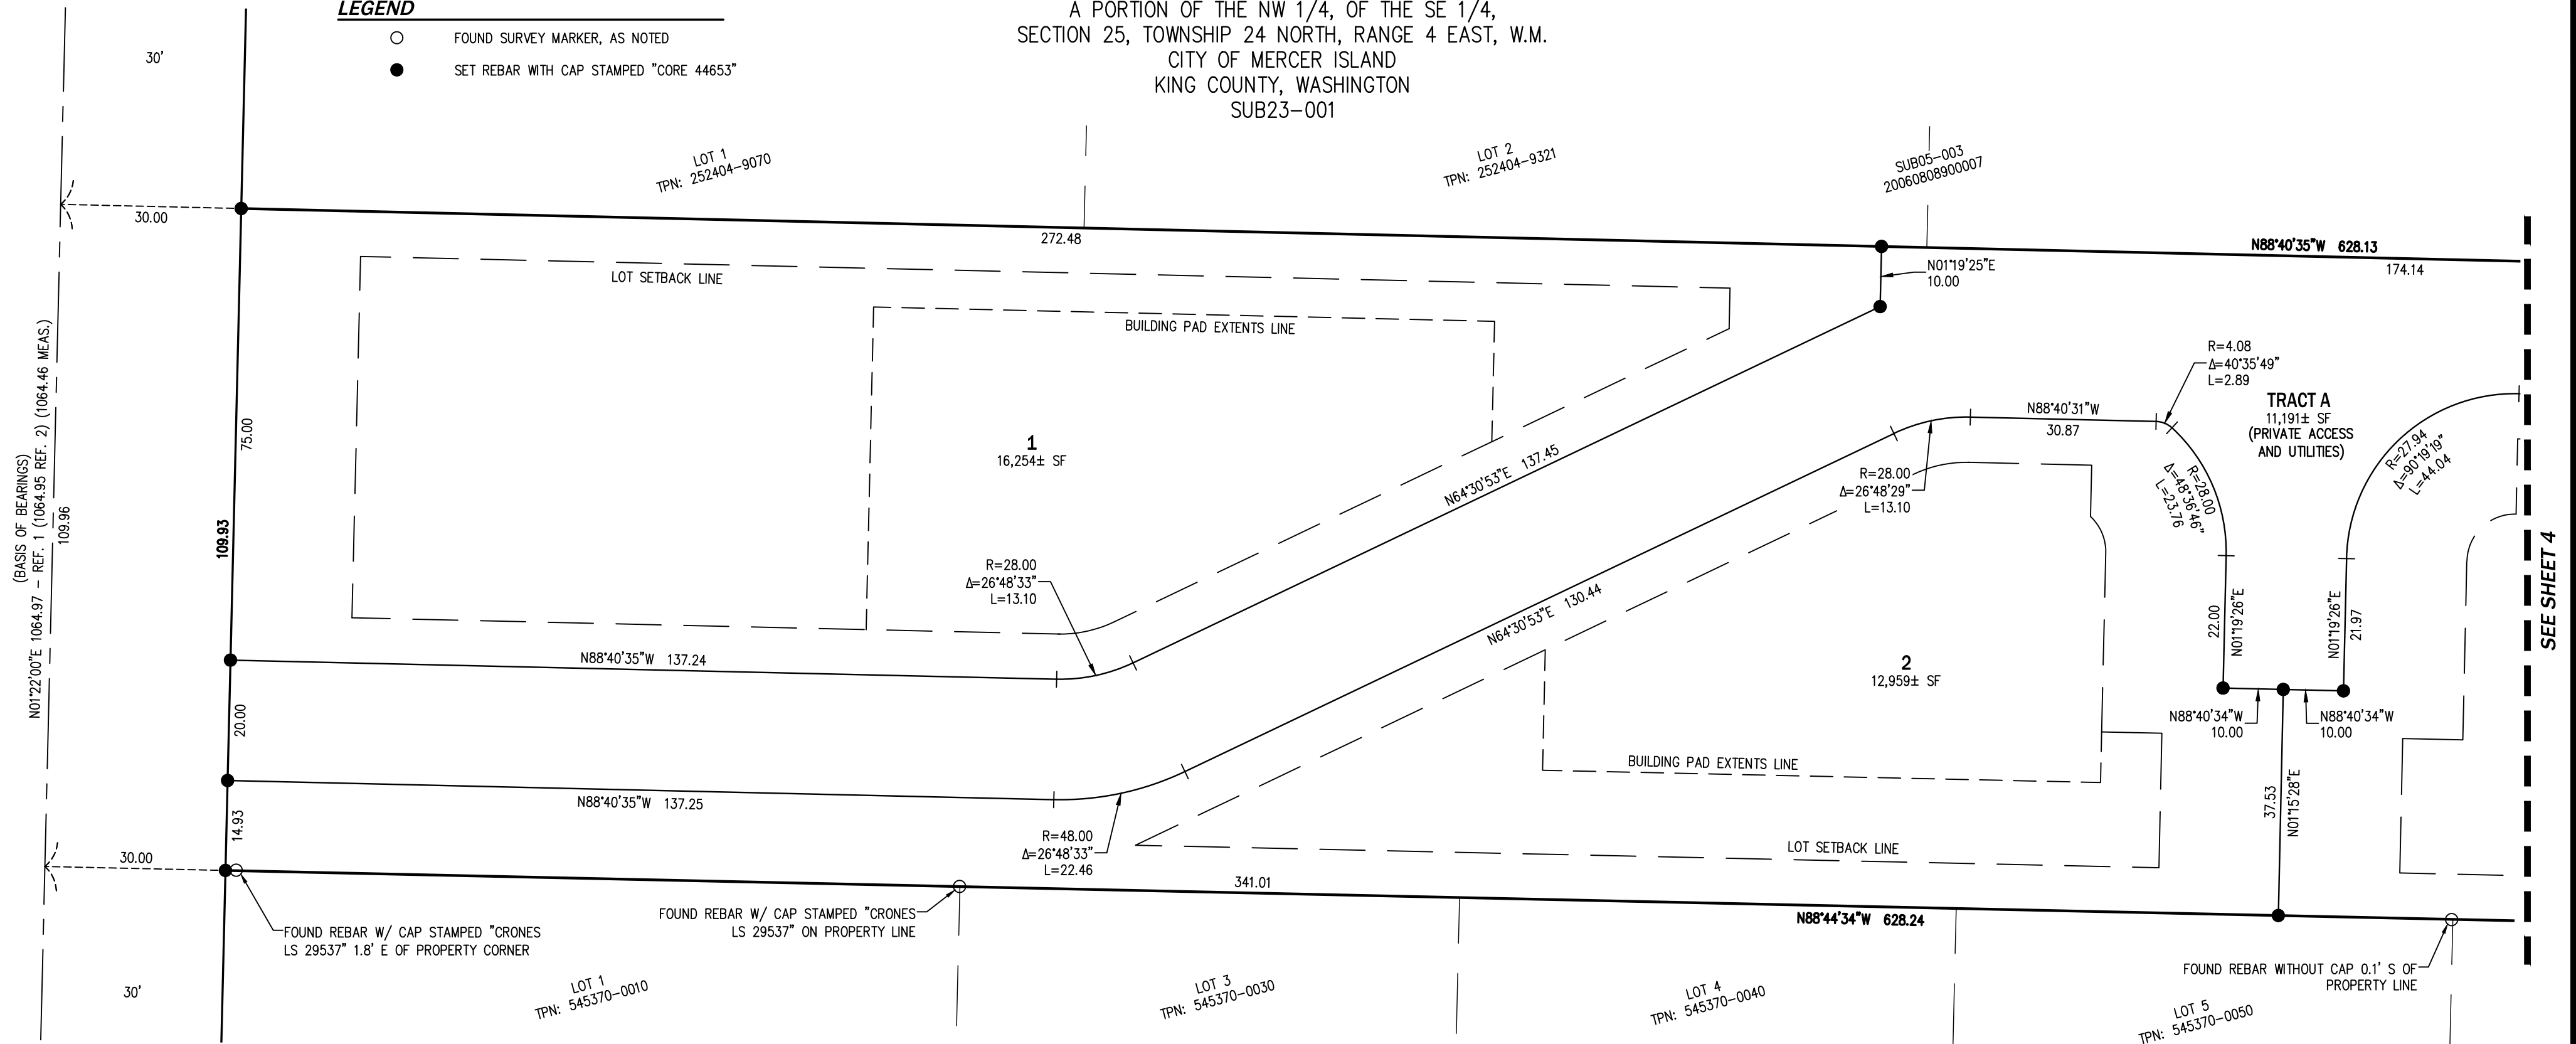 LEGEND
FOUND SURVEY MARKER, AS NOTED
SET REBAR WITH CAP STAMPED "CORE 44653"
A PORTION OF THE NW 1/4, OF THE SE 1/4,
SECTION 25, TOWNSHIP 24 NORTH, RANGE 4 EAST, W.M.
CITY OF MERCER ISLAND
KING COUNTY, WASHINGTON
SUB23-001
30'
LOT 1
TPN: 252404-9070
LOT 2
TPN: 252404-9321
SUB05-003
20060808900007
30.00
272.48
N88°40'35"W 628.13
174.14
N01°19'25"E
10.00
LOT SETBACK LINE
BUILDING PAD EXTENTS LINE
(BASIS OF BEARINGS)
N01°22'00"E 1064.97 - REF. 1 (1064.95 REF. 2) (1064.46 MEAS.)
109.96
109.93
75.00
20.00
14.93
1
16,254± SF
R=28.00
Δ=26°48'33"
L=13.10
N64°30'53"E 137.45
N88°40'35"W 137.24
N88°40'35"W 137.25
R=48.00
Δ=26°48'33"
L=22.46
N64°30'53"E 130.44
R=28.00
Δ=26°48'29"
L=13.10
N88°40'31"W
30.87
R=4.08
Δ=40°35'49"
L=2.89
TRACT A
11,191± SF
(PRIVATE ACCESS
AND UTILITIES)
R=28.00
Δ=48°36'46"
L=23.76
R=27.94
Δ=90°19'19"
L=44.04
22.00
N01°19'26"E
N01°19'26"E
21.97
N88°40'34"W
10.00
N88°40'34"W
10.00
37.53
N01°15'28"E
2
12,959± SF
BUILDING PAD EXTENTS LINE
LOT SETBACK LINE
SEE SHEET 4
30.00
341.01
N88°44'34"W 628.24
FOUND REBAR W/ CAP STAMPED "CRONES
LS 29537" 1.8' E OF PROPERTY CORNER
FOUND REBAR W/ CAP STAMPED "CRONES
LS 29537" ON PROPERTY LINE
FOUND REBAR WITHOUT CAP 0.1' S OF
PROPERTY LINE
30'
LOT 1
TPN: 545370-0010
LOT 3
TPN: 545370-0030
LOT 4
TPN: 545370-0040
LOT 5
TPN: 545370-0050